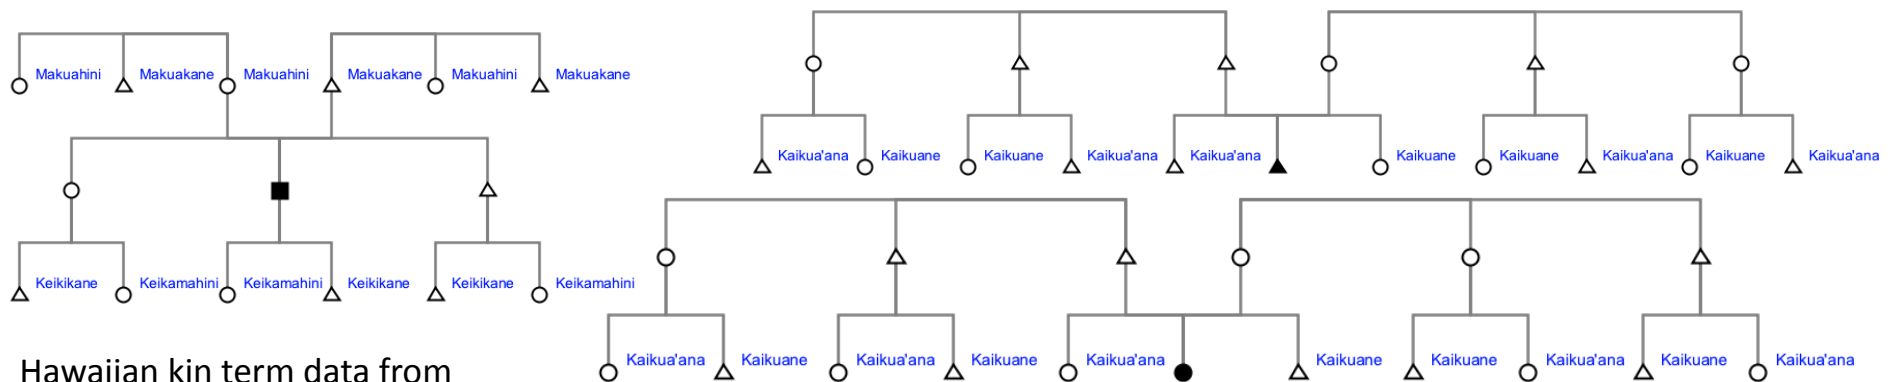 Makuahini Makuakane Makuahini Makuakane Makuahini Makuakane
Keikikane Keikamahini Keikamahini Keikikane Keikikane Keikamahini
Kaikua'ana Kaikuane Kaikuane Kaikua'ana Kaikua'ana Kaikuane Kaikuane Kaikua'ana Kaikuane Kaikua'ana
Kaikua'ana Kaikuane Kaikua'ana Kaikuane Kaikua'ana Kaikuane Kaikuane Kaikua'ana Kaikuane Kaikua'ana
Hawaiian kin term data from